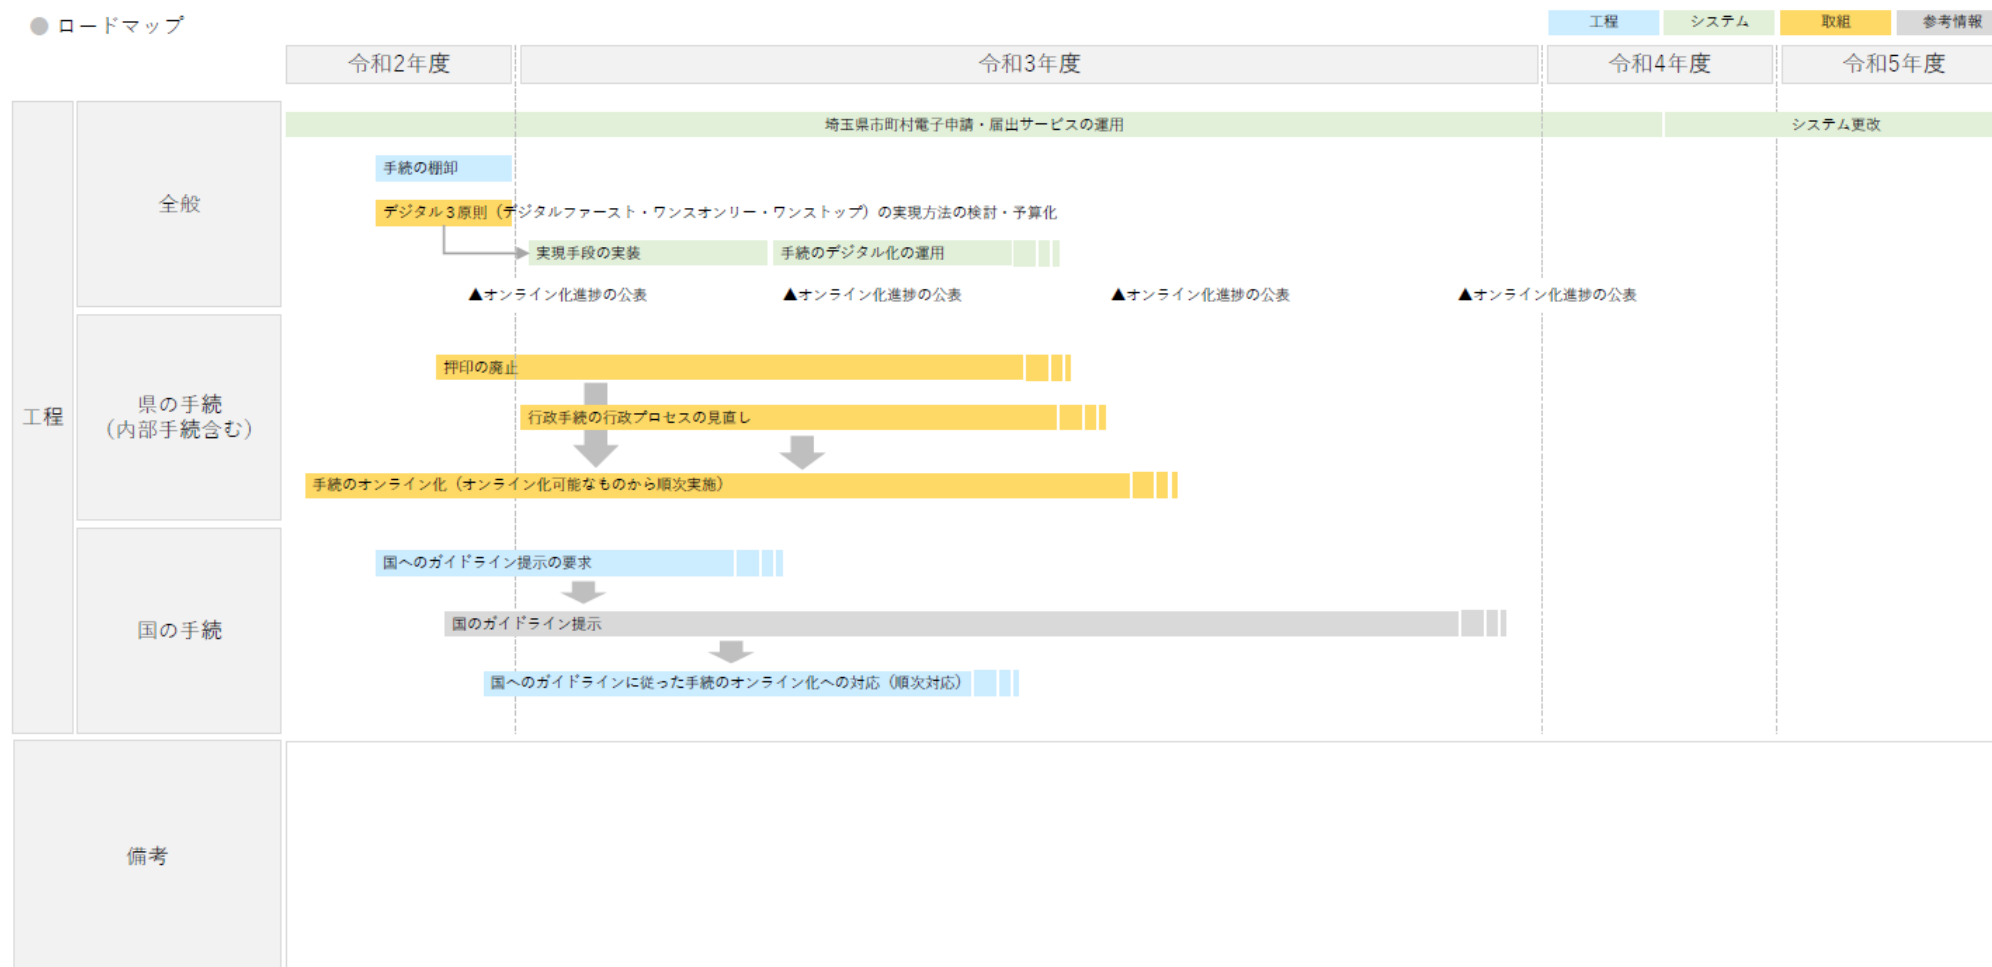 ● ロードマップ
工程 システム 取組 参考情報
令和2年度 令和3年度 令和4年度 令和5年度
工程
全般
埼玉県市町村電子申請・届出サービスの運用 システム更改
手続の棚卸
デジタル3原則（デジタルファースト・ワンスオンリー・ワンストップ）の実現方法の検討・予算化
実現手段の実装 手続のデジタル化の運用
▲オンライン化進捗の公表 ▲オンライン化進捗の公表 ▲オンライン化進捗の公表 ▲オンライン化進捗の公表
県の手続
（内部手続含む）
押印の廃止
行政手続の行政プロセスの見直し
手続のオンライン化（オンライン化可能なものから順次実施）
国の手続
国へのガイドライン提示の要求
国のガイドライン提示
国へのガイドラインに従った手続のオンライン化への対応（順次対応）
備考